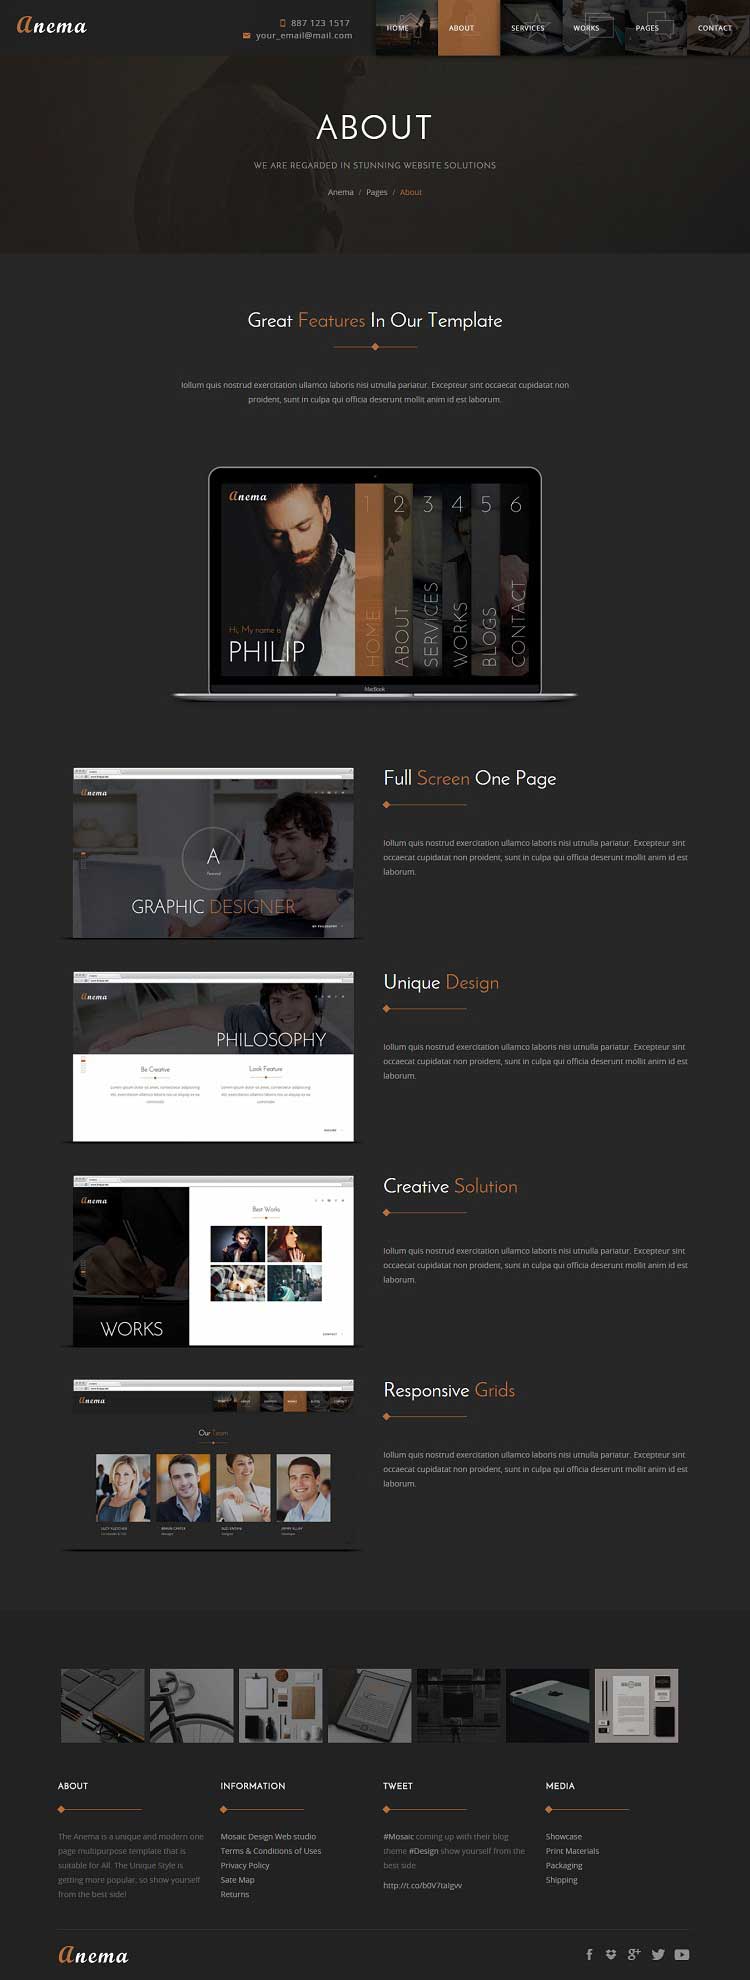 Anema
887 123 1517
your_email@mail.com
HOME
ABOUT
SERVICES
WORKS
PAGES
CONTACT
ABOUT
WE ARE REGARDED IN STUNNING WEBSITE SOLUTIONS
Anema / Pages / About
Great Features In Our Template
Iollum quis nostrud exercitation ullamco laboris nisi utnulla pariatur. Excepteur sint occaecat cupidatat non
proident, sunt in culpa qui officia deserunt mollit anim id est laborum.
Anema
Hi, My name is
PHILIP
1
HOME
2
ABOUT
3
SERVICES
4
WORKS
5
BLOGS
6
CONTACT
MacBook
Anema
A
Personal
GRAPHIC DESIGNER
MY PHILOSOPHY
Full Screen One Page
Iollum quis nostrud exercitation ullamco laboris nisi utnulla pariatur. Excepteur sint
occaecat cupidatat non proident, sunt in culpa qui officia deserunt mollit anim id est
laborum.
Anema
PHILOSOPHY
Be Creative
Look Feature
Unique Design
Iollum quis nostrud exercitation ullamco laboris nisi utnulla pariatur. Excepteur sint
occaecat cupidatat non proident, sunt in culpa qui officia deserunt mollit anim id est
laborum.
Anema
WORKS
Best Works
CONTACT
Creative Solution
Iollum quis nostrud exercitation ullamco laboris nisi utnulla pariatur. Excepteur sint
occaecat cupidatat non proident, sunt in culpa qui officia deserunt mollit anim id est
laborum.
Anema
Our Team
Responsive Grids
Iollum quis nostrud exercitation ullamco laboris nisi utnulla pariatur. Excepteur sint
occaecat cupidatat non proident, sunt in culpa qui officia deserunt mollit anim id est
laborum.
ABOUT
The Anema is a unique and modern one
page multipurpose template that is
suitable for All. The Unique Style is
getting more popular, so show yourself
from the best side!
INFORMATION
Mosaic Design Web studio
Terms & Conditions of Uses
Privacy Policy
Sate Map
Returns
TWEET
#Mosaic coming up with their blog
theme #Design show yourself from the
best side
http://t.co/b0V7taIgvv
MEDIA
Showcase
Print Materials
Packaging
Shipping
Anema